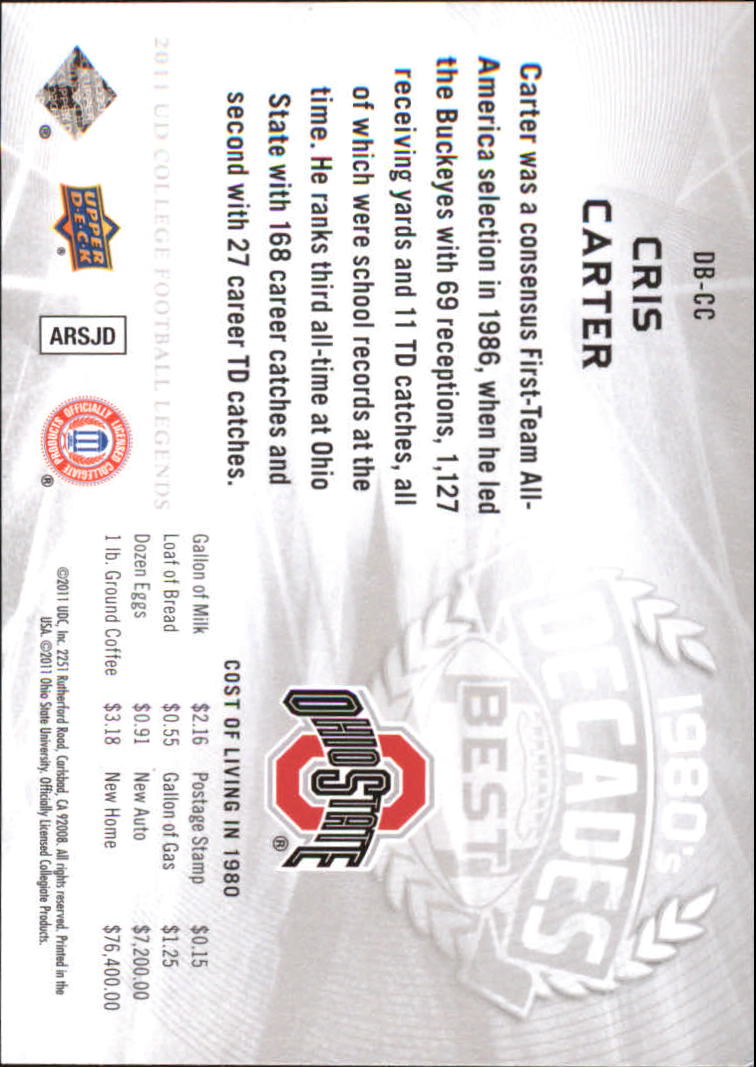 DB-CC
CRIS
CARTER
Carter was a consensus First-Team All-
America selection in 1986, when he led
the Buckeyes with 69 receptions, 1,127
receiving yards and 11 TD catches, all
of which were school records at the
time. He ranks third all-time at Ohio
State with 168 career catches and
second with 27 career TD catches.
2011 UD COLLEGE FOOTBALL LEGENDS
UPPER
D·E·C·K
®
®
ARSJD
OFFICIALLY LICENSED COLLEGIATE PRODUCTS
®
1980's
DECADES
BEST
OHIO STATE
®
COST OF LIVING IN 1980
Gallon of Milk $2.16 Postage Stamp $0.15
Loaf of Bread $0.55 Gallon of Gas $1.25
Dozen Eggs $0.91 New Auto $7,200.00
1 lb. Ground Coffee $3.18 New Home $76,400.00
©2011 UDC, Inc. 2251 Rutherford Road, Carlsbad, CA 92008. All rights reserved. Printed in the
USA. ©2011 Ohio State University. Officially Licensed Collegiate Products.